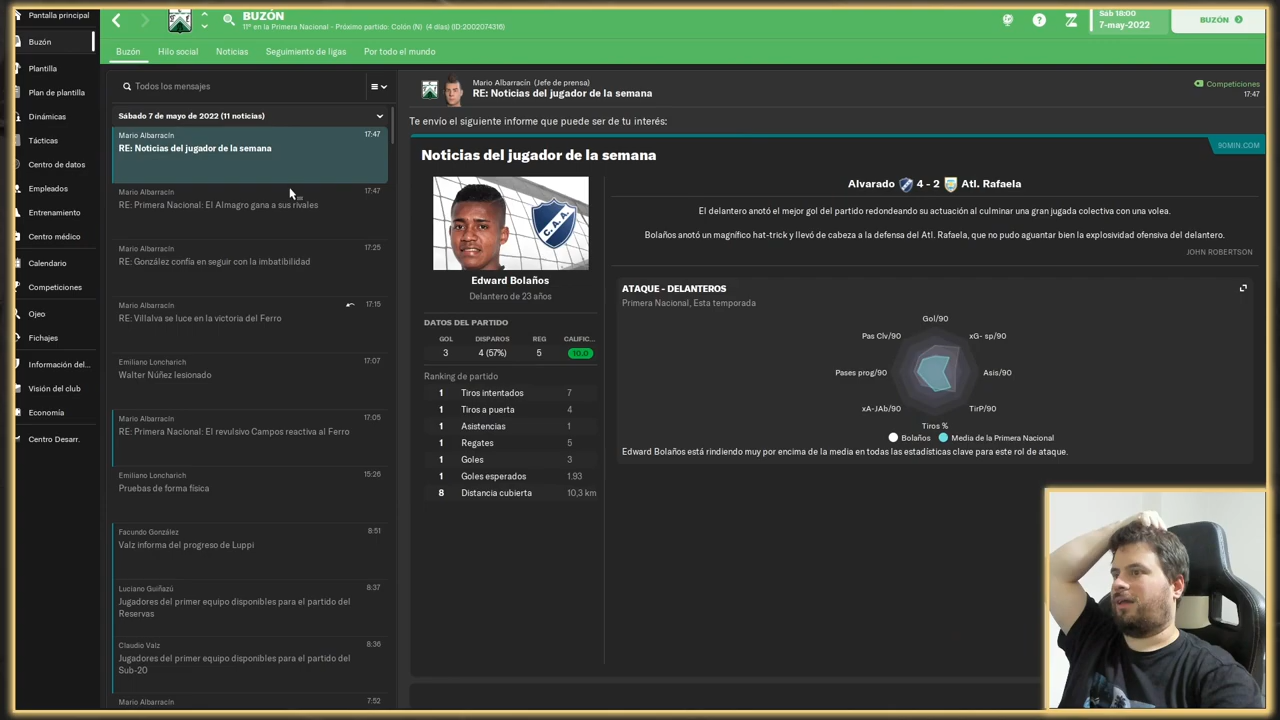 Pantalla principal
Buzón
Plantilla
Plan de plantilla
Dinámicas
Tácticas
Centro de datos
Empleados
Entrenamiento
Centro médico
Calendario
Competiciones
Ojeo
Fichajes
Información del...
Visión del club
Economía
Centro Desarr.
BUZÓN
11º en la Primera Nacional - Próximo partido: Colón (N) (4 días) (ID:2002074316)
Sáb 18:00
7-may-2022
BUZÓN
Buzón Hilo social Noticias Seguimiento de ligas Por todo el mundo
Todos los mensajes
Sábado 7 de mayo de 2022 (11 noticias)
Mario Albarracín 17:47
RE: Noticias del jugador de la semana
Mario Albarracín 17:47
RE: Primera Nacional: El Almagro gana a sus rivales
Mario Albarracín 17:25
RE: González confía en seguir con la imbatibilidad
Mario Albarracín 17:15
RE: Villalva se luce en la victoria del Ferro
Emiliano Loncharich 17:07
Walter Núñez lesionado
Mario Albarracín 17:05
RE: Primera Nacional: El revulsivo Campos reactiva al Ferro
Emiliano Loncharich 15:26
Pruebas de forma física
Facundo González 8:51
Valz informa del progreso de Luppi
Luciano Guiñazú 8:37
Jugadores del primer equipo disponibles para el partido del
Reservas
Claudio Valz 8:36
Jugadores del primer equipo disponibles para el partido del
Sub-20
Mario Albarracín 7:52
Mario Albarracín (Jefe de prensa)
RE: Noticias del jugador de la semana
Competiciones
17:47
Te envío el siguiente informe que puede ser de tu interés:
90MIN.COM
Noticias del jugador de la semana
C.A.A.
Edward Bolaños
Delantero de 23 años
DATOS DEL PARTIDO
GOL DISPAROS REG CALIFIC...
3 4 (57%) 5 10.0
Ranking de partido
1 Tiros intentados 7
1 Tiros a puerta 4
1 Asistencias 1
1 Regates 5
1 Goles 3
1 Goles esperados 1.93
8 Distancia cubierta 10,3 km
Alvarado 4 - 2 Atl. Rafaela
El delantero anotó el mejor gol del partido redondeando su actuación al culminar una gran jugada colectiva con una volea.
Bolaños anotó un magnífico hat-trick y llevó de cabeza a la defensa del Atl. Rafaela, que no pudo aguantar bien la explosividad ofensiva del delantero.
JOHN ROBERTSON
ATAQUE - DELANTEROS
Primera Nacional, Esta temporada
Gol/90
Pas Clv/90 xG- sp/90
Pases prog/90 Asis/90
xA-JAb/90 TirP/90
Tiros %
Bolaños Media de la Primera Nacional
Edward Bolaños está rindiendo muy por encima de la media en todas las estadísticas clave para este rol de ataque.